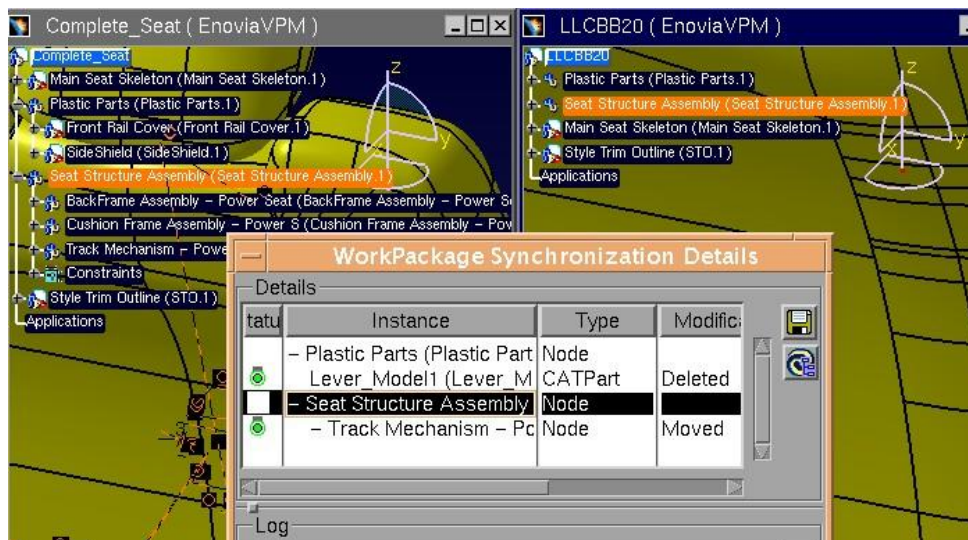 Complete_Seat ( EnoviaVPM )
Complete_Seat
Main Seat Skeleton (Main Seat Skeleton.1)
Plastic Parts (Plastic Parts.1)
Front Rail Cover (Front Rail Cover.1)
SideShield (SideShield.1)
Seat Structure Assembly (Seat Structure Assembly.1)
BackFrame Assembly – Power Seat (BackFrame Assembly – Power Se
Cushion Frame Assembly – Power S (Cushion Frame Assembly – Pow
Track Mechanism – Powe
Constraints
Style Trim Outline (STO.1)
Applications
z
y
LLCBB20 ( EnoviaVPM )
LLCBB20
Plastic Parts (Plastic Parts.1)
Seat Structure Assembly (Seat Structure Assembly.1)
Main Seat Skeleton (Main Seat Skeleton.1)
Style Trim Outline (STO.1)
Applications
z
x
y
WorkPackage Synchronization Details
Details
tatu Instance Type Modifica
– Plastic Parts (Plastic Part Node
Lever_Model1 (Lever_M CATPart Deleted
– Seat Structure Assembly Node
– Track Mechanism – Po Node Moved
Log